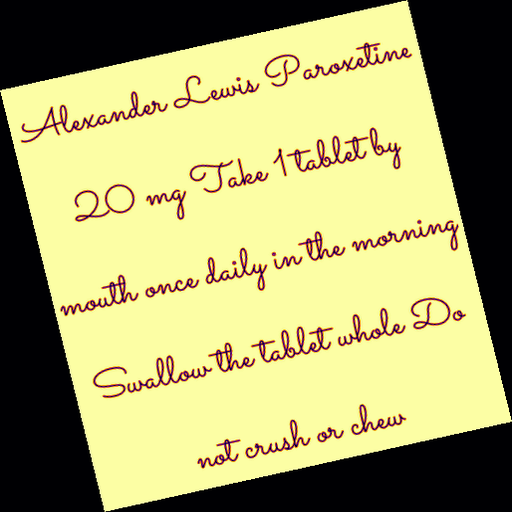 Alexander Lewis Paroxetine
20 mg Take 1 tablet by
mouth once daily in the morning
Swallow the tablet whole Do
not crush or chew